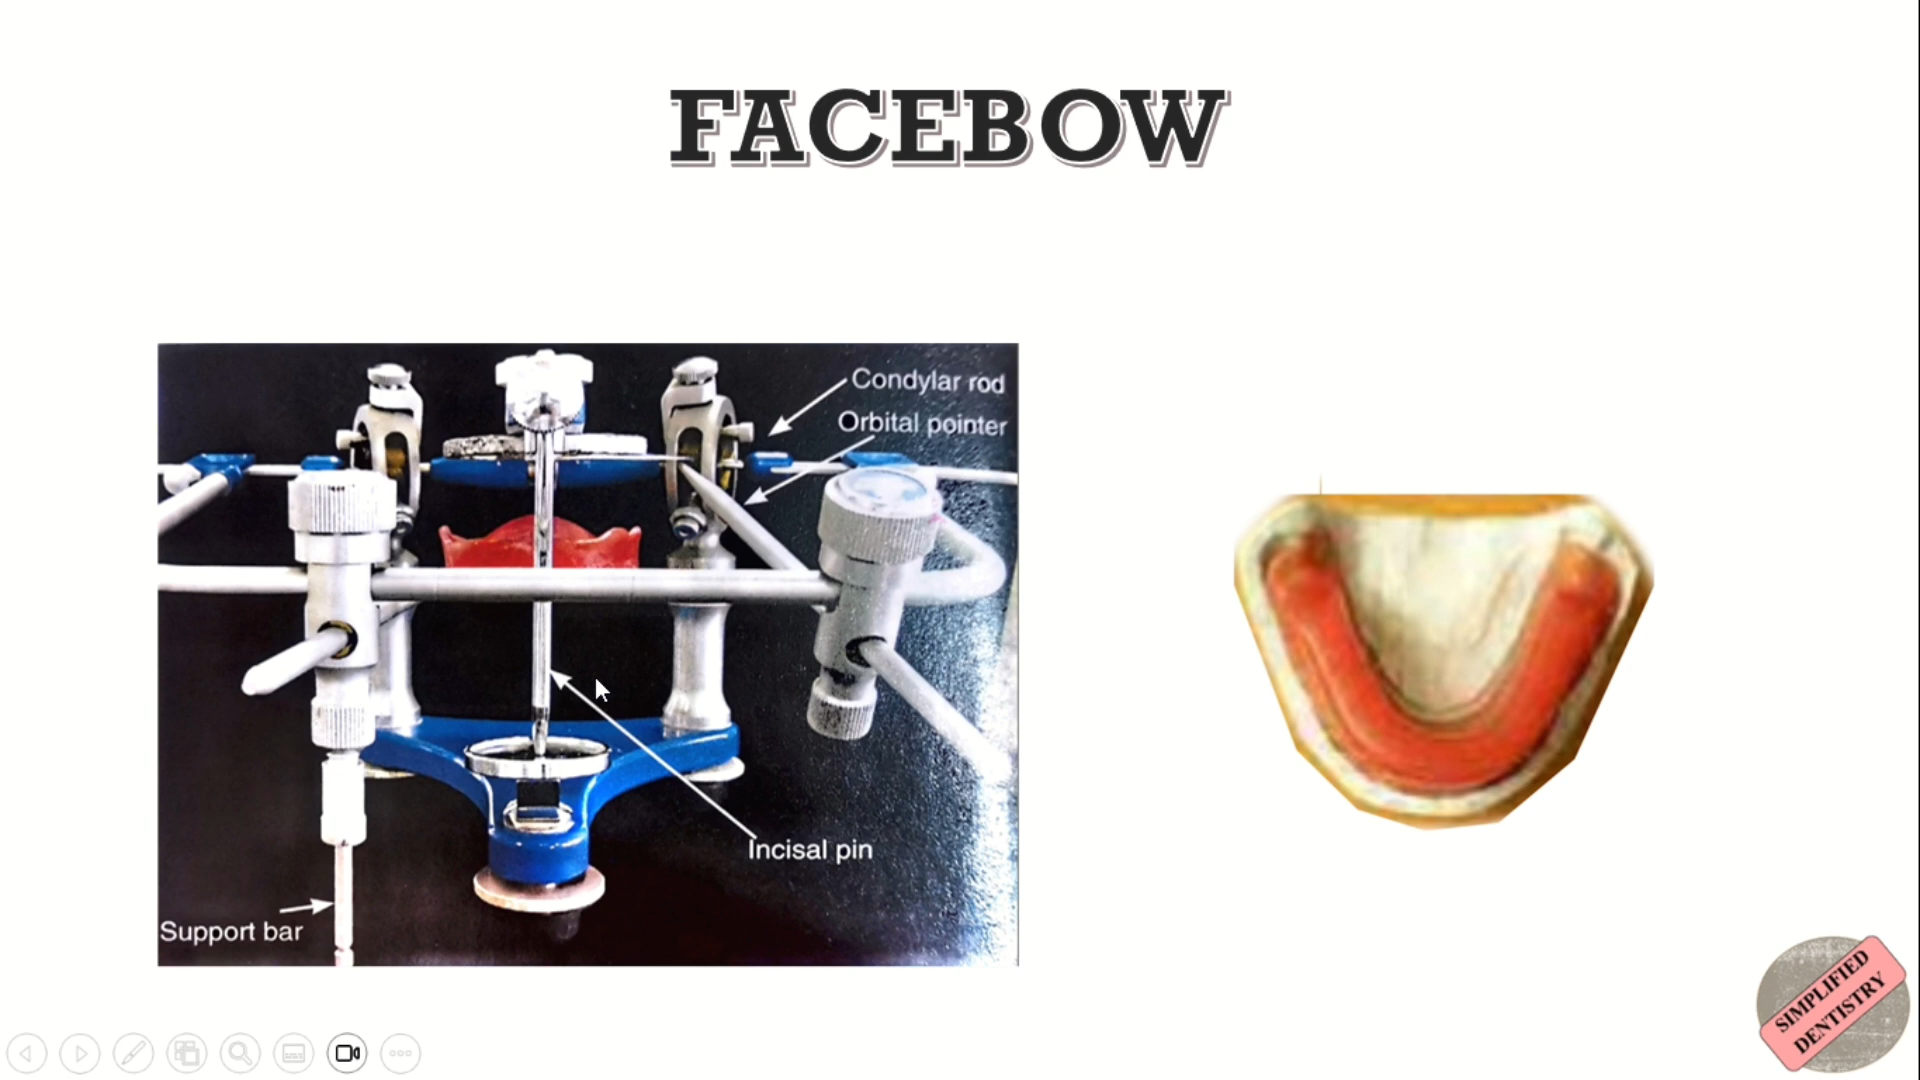 FACEBOW
Condylar rod
Orbital pointer
Incisal pin
Support bar
SIMPLIFIED
DENTISTRY